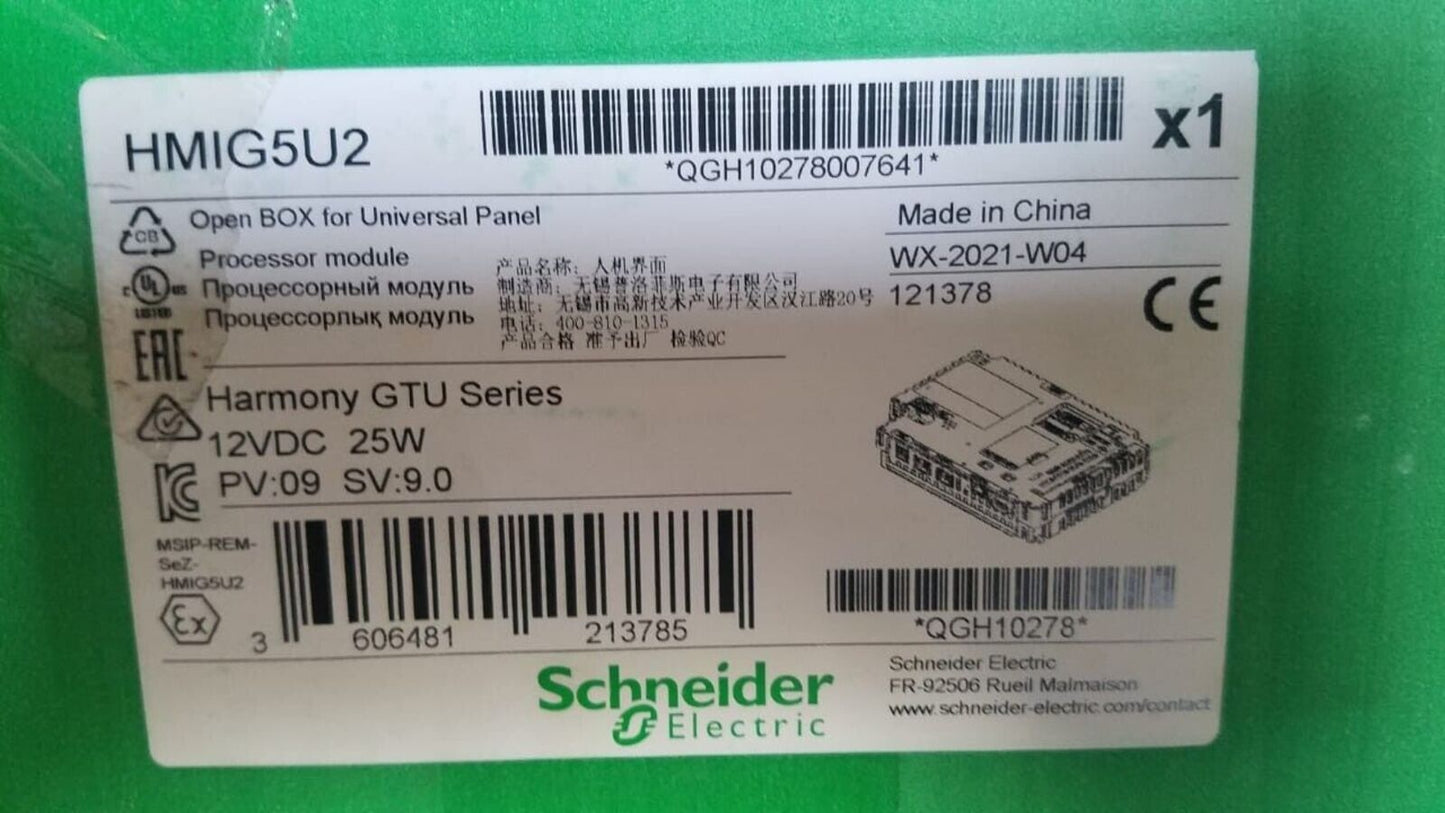 HMIG5U2
*QGH10278007641*
x1
CB
Open BOX for Universal Panel
Processor module
Процессорный модуль
Процессорлық модуль
产品名称：人机界面
制造商：无锡普洛菲斯电子有限公司
地址：无锡市高新技术产业开发区汉江路20号
电话：400-810-1315
产品合格 准予出厂 检验QC
Made in China
WX-2021-W04
121378
CE
c UL us
LISTED
EAC
Harmony GTU Series
12VDC 25W
PV:09 SV:9.0
MSIP-REM-
SeZ-
HMIG5U2
Ex
3 606481 213785
*QGH10278*
Schneider
Electric
Schneider Electric
FR-92506 Rueil Malmaison
www.schneider-electric.com/contact